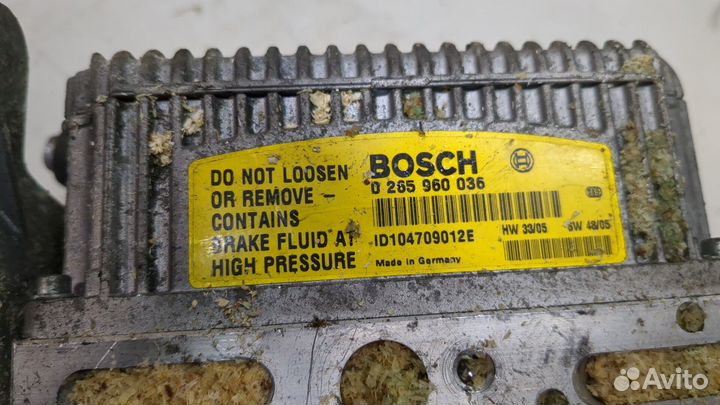 DO NOT LOOSEN
OR REMOVE -
CONTAINS
BRAKE FLUID AT
HIGH PRESSURE
BOSCH
0 265 960 036
ID104709012E
Made in Germany
HW 33/05 SW 48/05
Avito